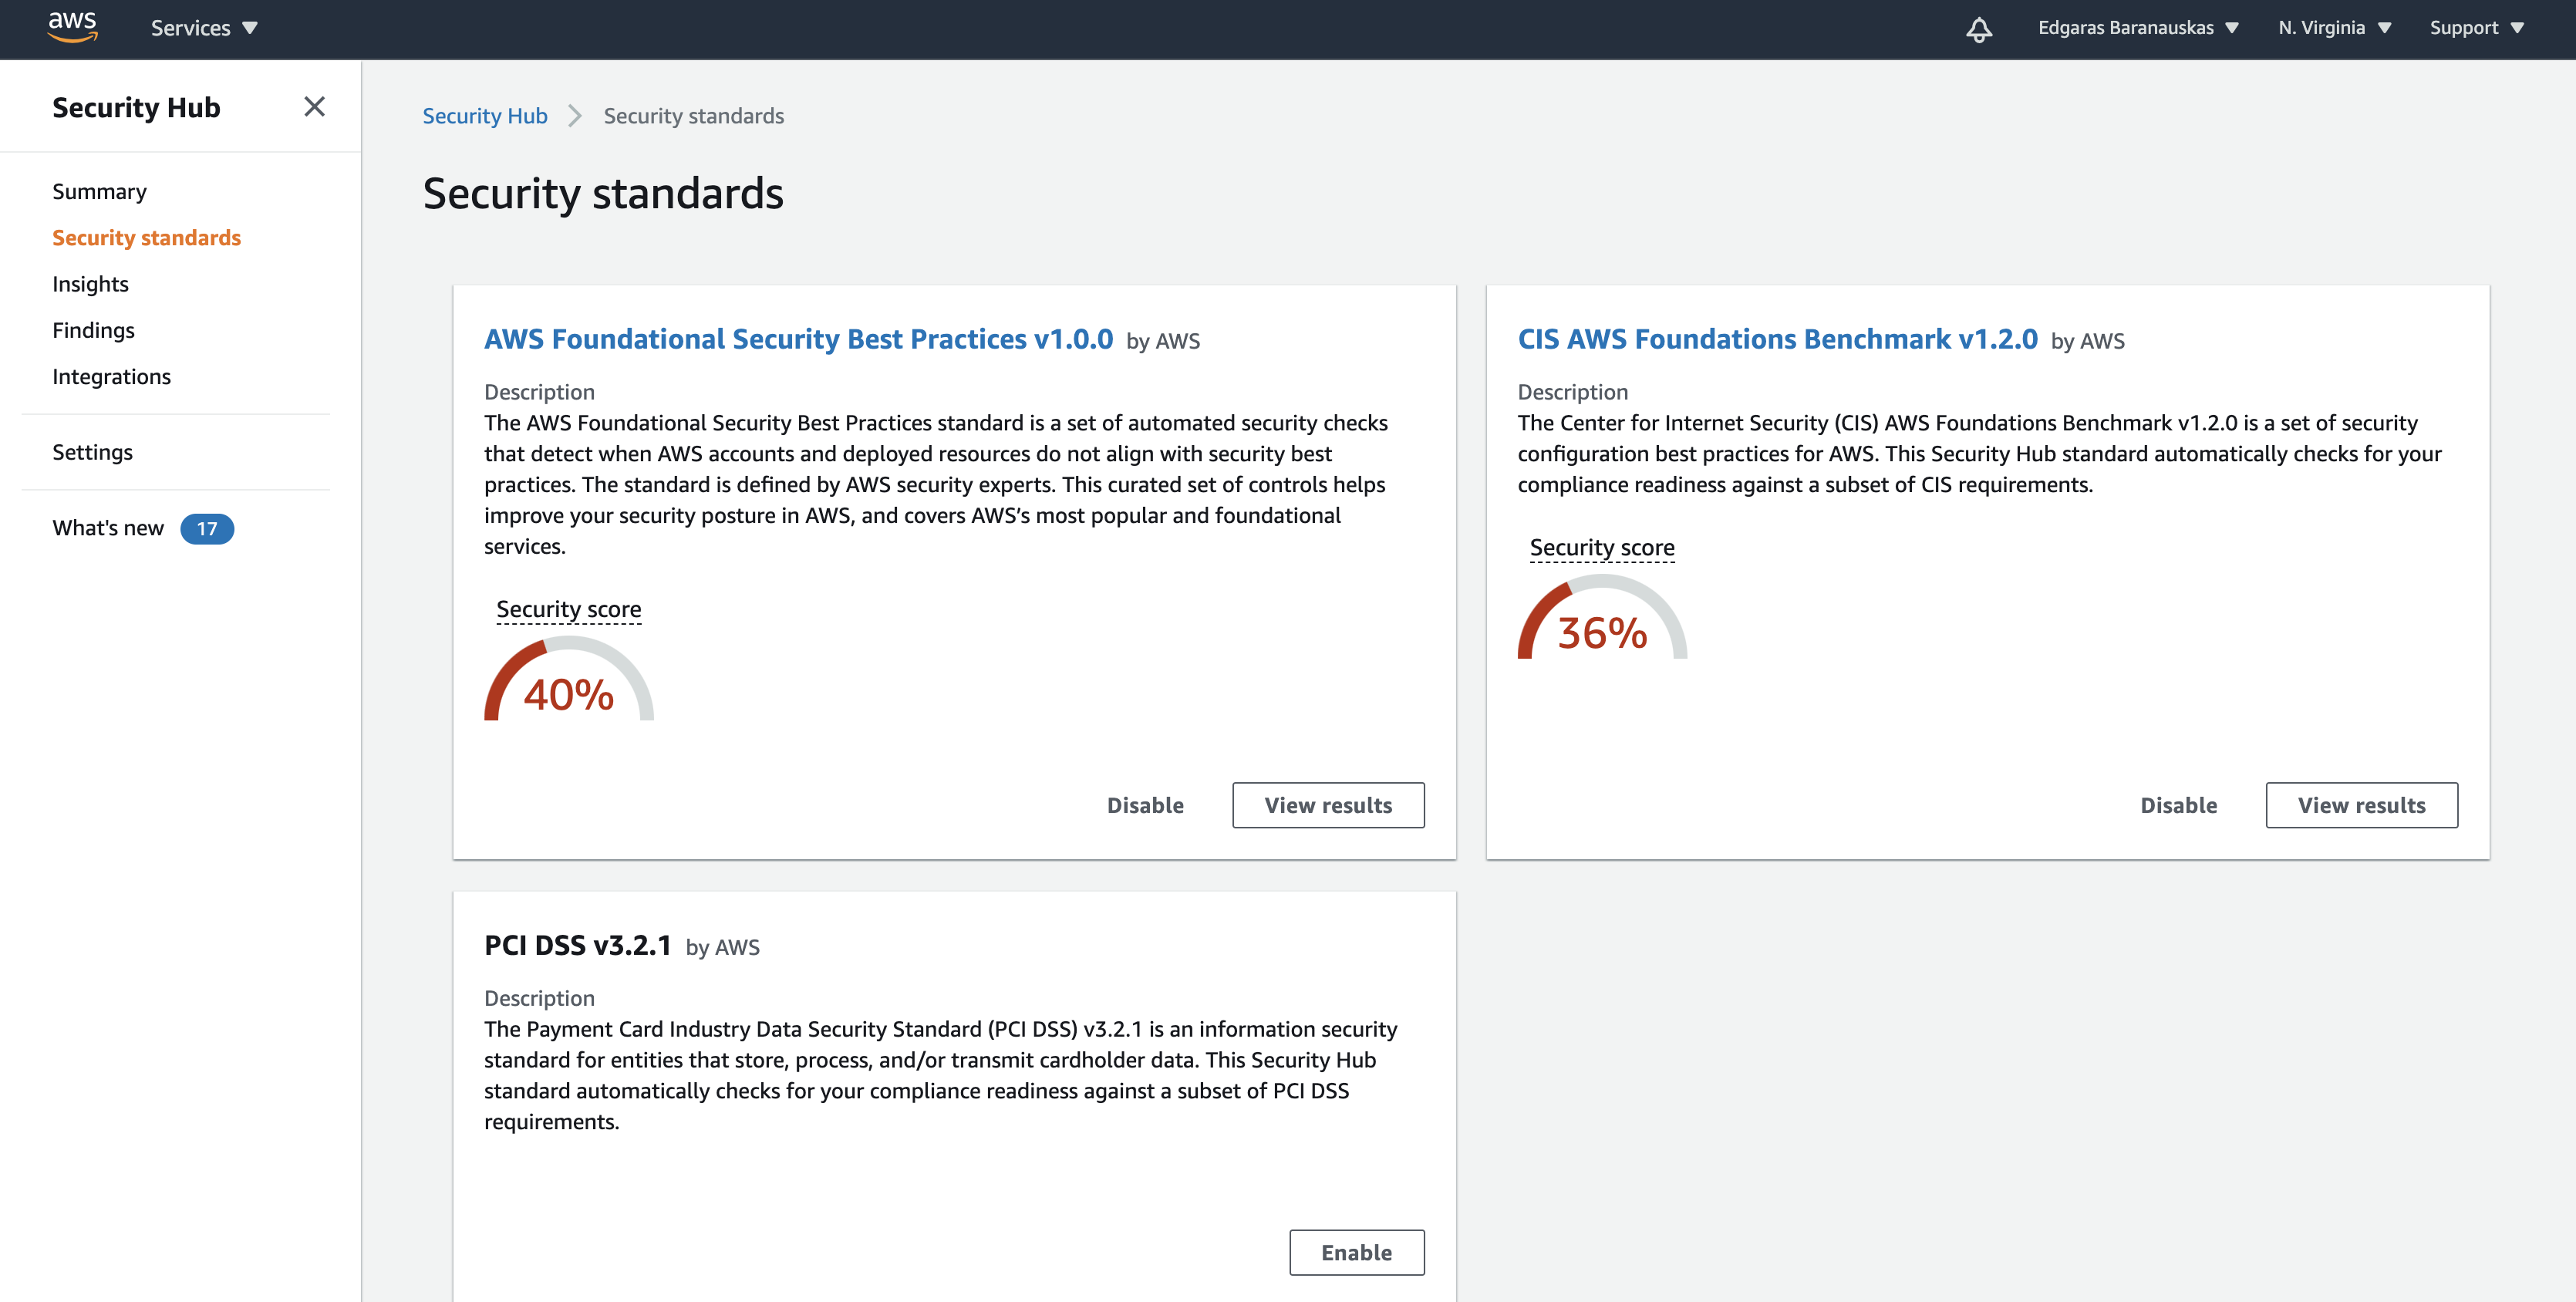 aws
Services
Edgaras Baranauskas
N. Virginia
Support
Security Hub
Summary
Security standards
Insights
Findings
Integrations
Settings
What's new 17
Security Hub
Security standards
Security standards
AWS Foundational Security Best Practices v1.0.0 by AWS
Description
The AWS Foundational Security Best Practices standard is a set of automated security checks
that detect when AWS accounts and deployed resources do not align with security best
practices. The standard is defined by AWS security experts. This curated set of controls helps
improve your security posture in AWS, and covers AWS’s most popular and foundational
services.
Security score
40%
Disable
View results
CIS AWS Foundations Benchmark v1.2.0 by AWS
Description
The Center for Internet Security (CIS) AWS Foundations Benchmark v1.2.0 is a set of security
configuration best practices for AWS. This Security Hub standard automatically checks for your
compliance readiness against a subset of CIS requirements.
Security score
36%
Disable
View results
PCI DSS v3.2.1 by AWS
Description
The Payment Card Industry Data Security Standard (PCI DSS) v3.2.1 is an information security
standard for entities that store, process, and/or transmit cardholder data. This Security Hub
standard automatically checks for your compliance readiness against a subset of PCI DSS
requirements.
Enable